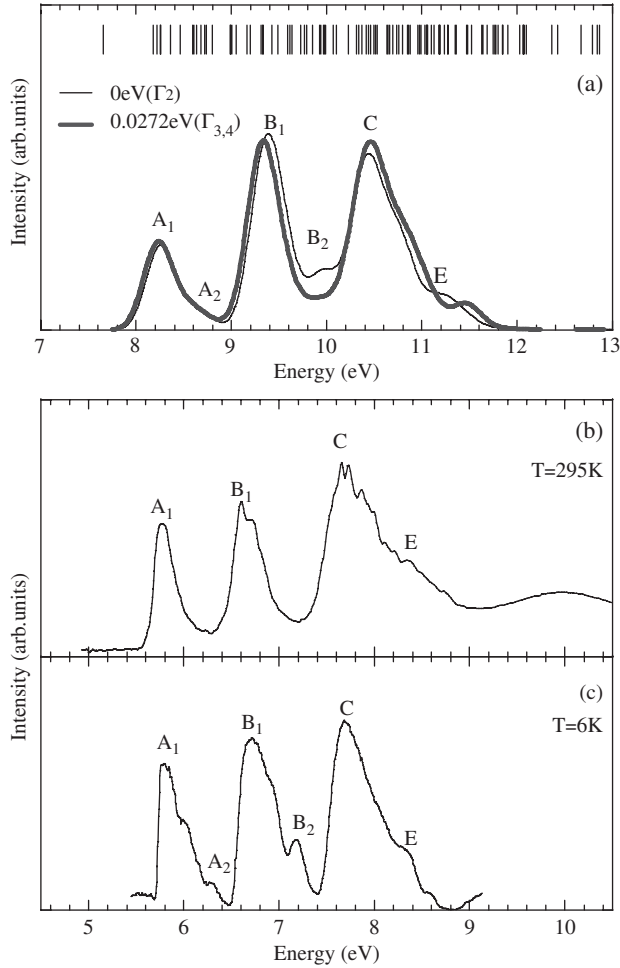 (a)
0eV(Γ2)
0.0272eV(Γ3,4)
A1
A2
B1
B2
C
E
Intensity (arb.units)
7 8 9 10 11 12 13
Energy (eV)
(b)
T=295K
A1
B1
C
E
Intensity (arb.units)
(c)
T=6K
A1
A2
B1
B2
C
E
5 6 7 8 9 10
Energy (eV)